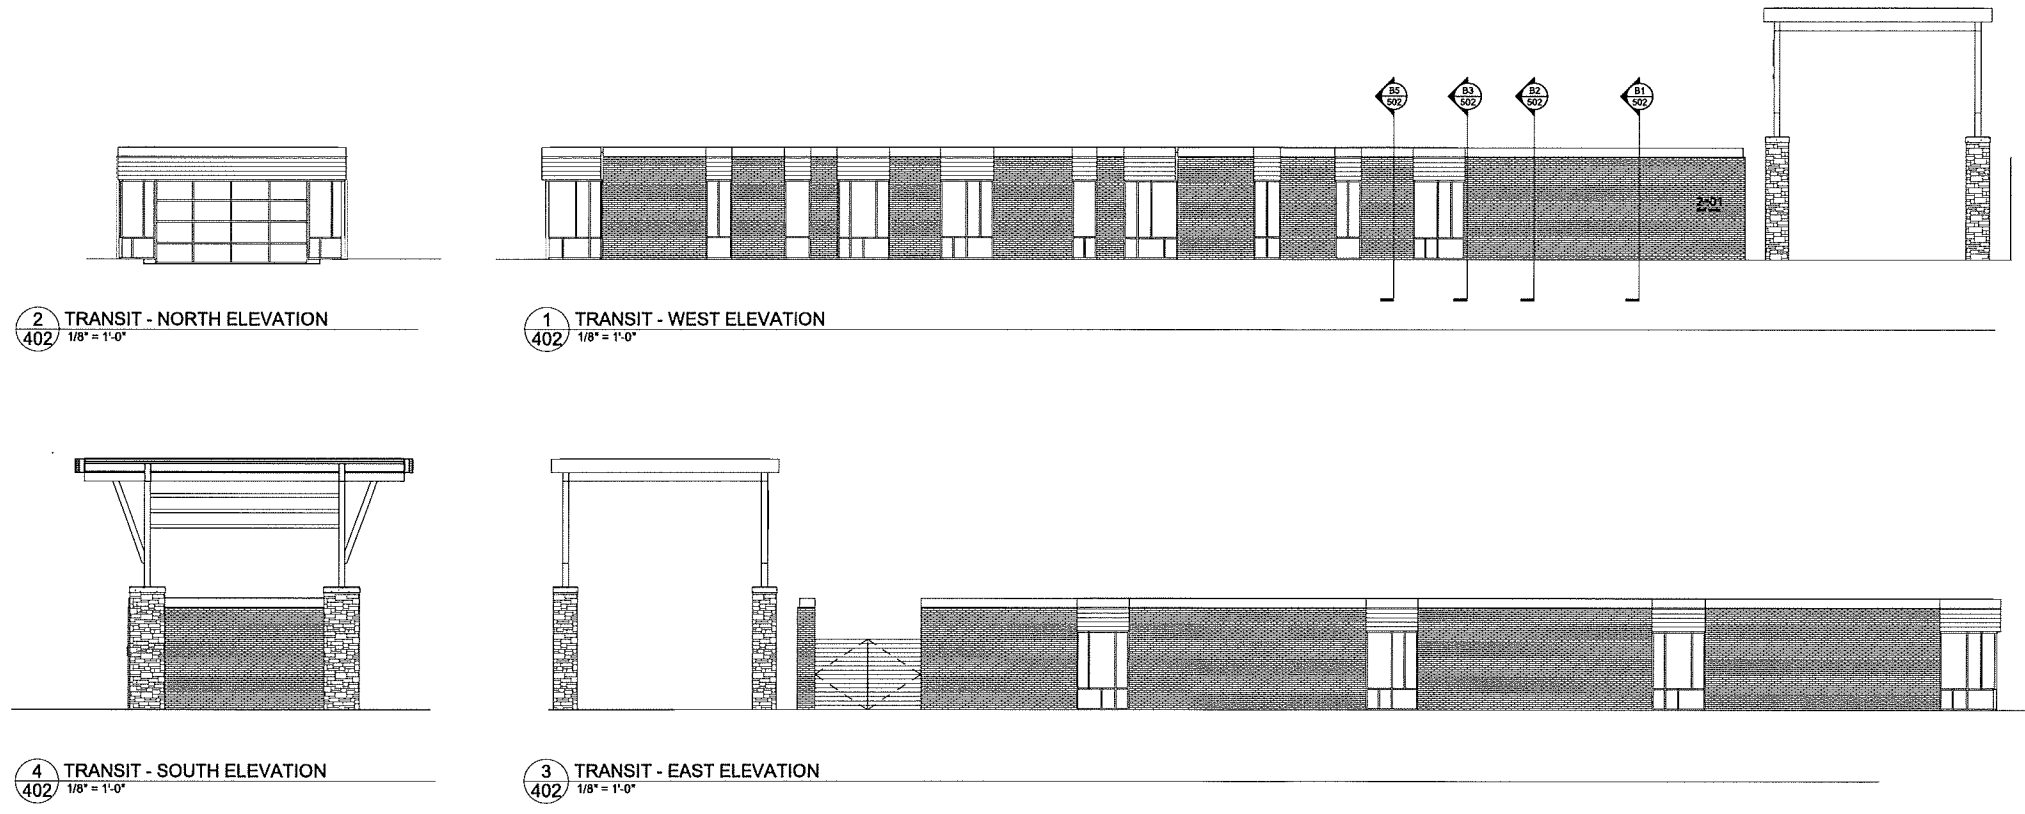 B5
502
B3
502
B2
502
B1
502
2
402
TRANSIT - NORTH ELEVATION
1/8" = 1'-0"
1
402
TRANSIT - WEST ELEVATION
1/8" = 1'-0"
4
402
TRANSIT - SOUTH ELEVATION
1/8" = 1'-0"
3
402
TRANSIT - EAST ELEVATION
1/8" = 1'-0"